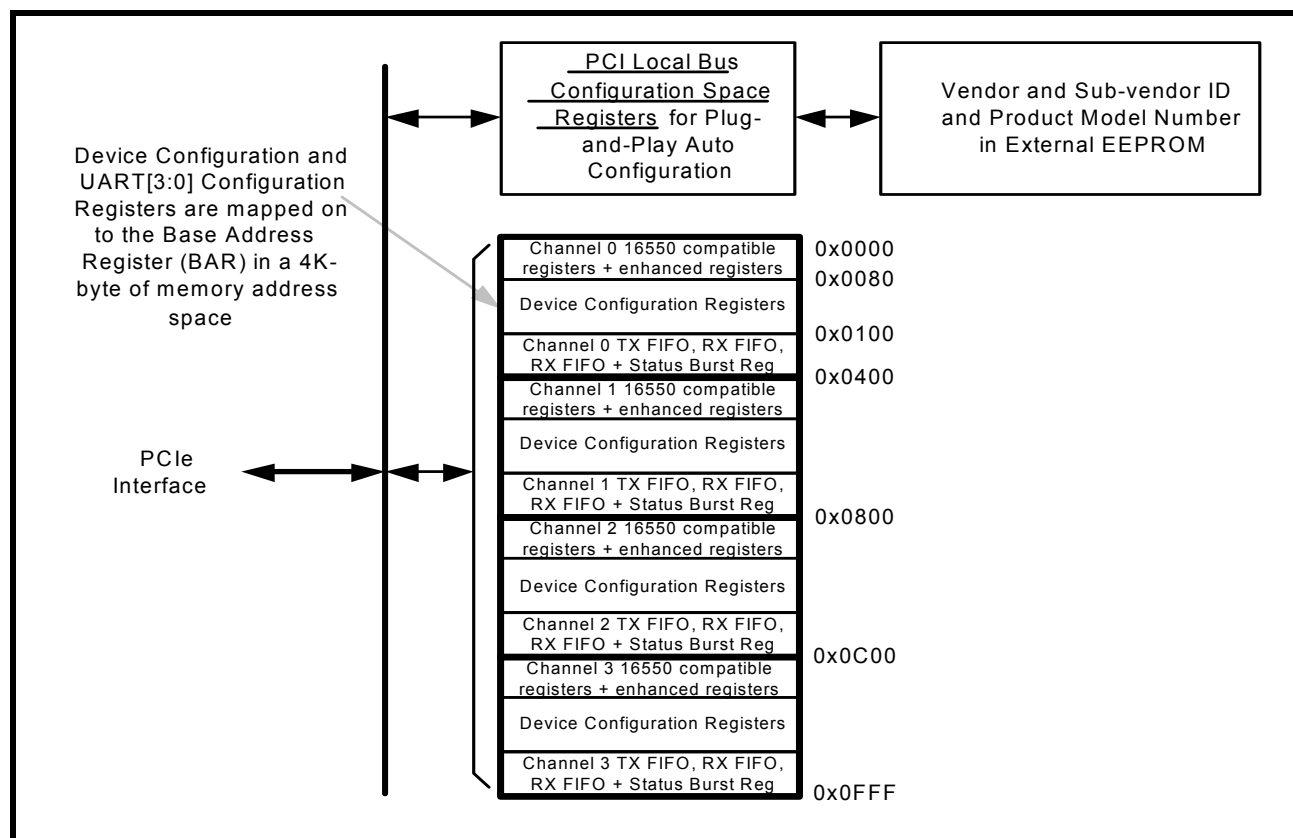 PCI Local Bus
Configuration Space
Registers for Plug-
and-Play Auto
Configuration
Vendor and Sub-vendor ID
and Product Model Number
in External EEPROM
Device Configuration and
UART[3:0] Configuration
Registers are mapped on
to the Base Address
Register (BAR) in a 4K-
byte of memory address
space
Channel 0 16550 compatible
registers + enhanced registers
0x0000
0x0080
Device Configuration Registers
0x0100
Channel 0 TX FIFO, RX FIFO,
RX FIFO + Status Burst Reg
0x0400
Channel 1 16550 compatible
registers + enhanced registers
Device Configuration Registers
PCIe
Interface
Channel 1 TX FIFO, RX FIFO,
RX FIFO + Status Burst Reg
0x0800
Channel 2 16550 compatible
registers + enhanced registers
Device Configuration Registers
Channel 2 TX FIFO, RX FIFO,
RX FIFO + Status Burst Reg
0x0C00
Channel 3 16550 compatible
registers + enhanced registers
Device Configuration Registers
Channel 3 TX FIFO, RX FIFO,
RX FIFO + Status Burst Reg
0x0FFF